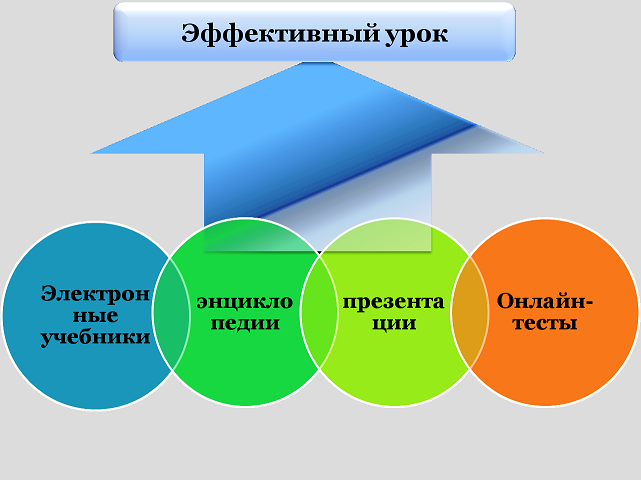 Эффективный урок
Электрон
ные
учебники
энцикло
педии
презента
ции
Онлайн-
тесты